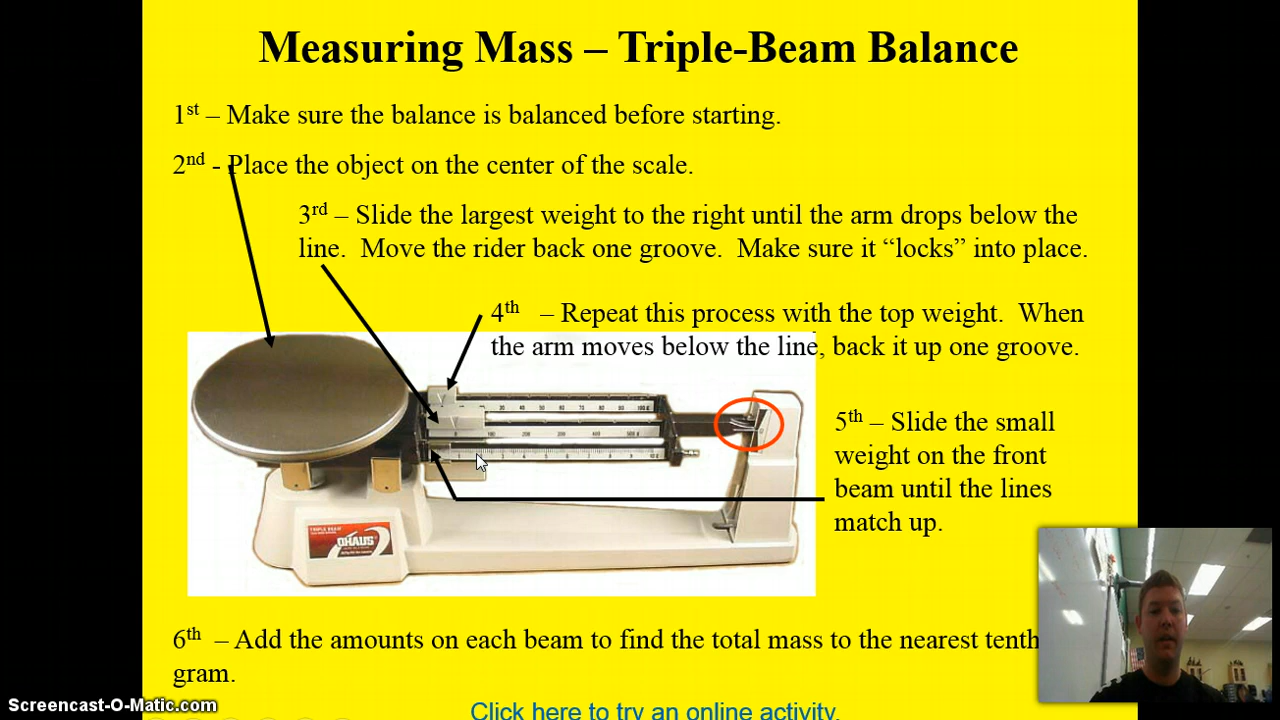 Measuring Mass – Triple-Beam Balance
1st – Make sure the balance is balanced before starting.
2nd - Place the object on the center of the scale.
3rd – Slide the largest weight to the right until the arm drops below the
line. Move the rider back one groove. Make sure it “locks” into place.
4th – Repeat this process with the top weight. When
the arm moves below the line, back it up one groove.
5th – Slide the small
weight on the front
beam until the lines
match up.
TRIPLE BEAM
OHAUS
6th – Add the amounts on each beam to find the total mass to the nearest tenth
gram.
Click here to try an online activity.
Screencast-O-Matic.com